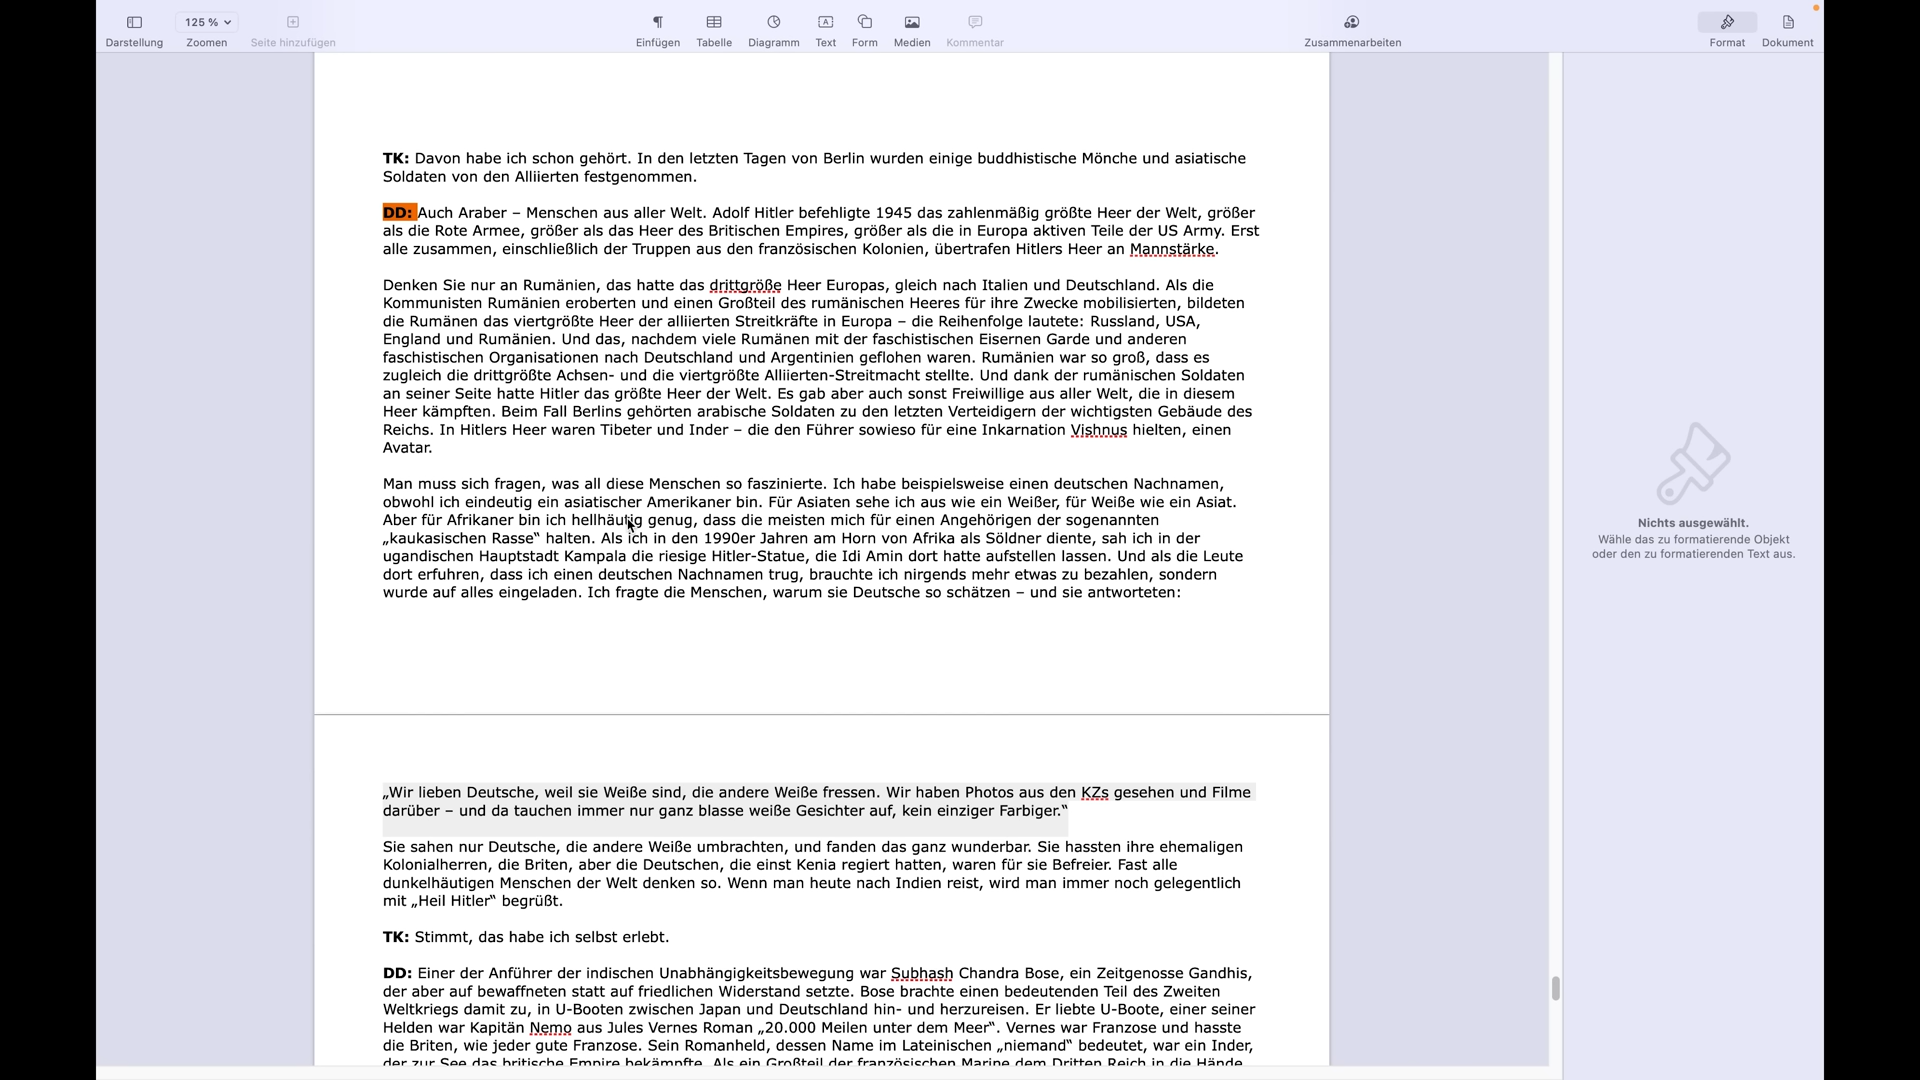 125 %
Darstellung
Zoomen
Seite hinzufügen
Einfügen
Tabelle
Diagramm
Text
Form
Medien
Kommentar
Zusammenarbeiten
Format
Dokument
TK: Davon habe ich schon gehört. In den letzten Tagen von Berlin wurden einige buddhistische Mönche und asiatische
Soldaten von den Alliierten festgenommen.
DD: Auch Araber – Menschen aus aller Welt. Adolf Hitler befehligte 1945 das zahlenmäßig größte Heer der Welt, größer
als die Rote Armee, größer als das Heer des Britischen Empires, größer als die in Europa aktiven Teile der US Army. Erst
alle zusammen, einschließlich der Truppen aus den französischen Kolonien, übertrafen Hitlers Heer an Mannstärke.
Denken Sie nur an Rumänien, das hatte das drittgröße Heer Europas, gleich nach Italien und Deutschland. Als die
Kommunisten Rumänien eroberten und einen Großteil des rumänischen Heeres für ihre Zwecke mobilisierten, bildeten
die Rumänen das viertgrößte Heer der alliierten Streitkräfte in Europa – die Reihenfolge lautete: Russland, USA,
England und Rumänien. Und das, nachdem viele Rumänen mit der faschistischen Eisernen Garde und anderen
faschistischen Organisationen nach Deutschland und Argentinien geflohen waren. Rumänien war so groß, dass es
zugleich die drittgrößte Achsen- und die viertgrößte Alliierten-Streitmacht stellte. Und dank der rumänischen Soldaten
an seiner Seite hatte Hitler das größte Heer der Welt. Es gab aber auch sonst Freiwillige aus aller Welt, die in diesem
Heer kämpften. Beim Fall Berlins gehörten arabische Soldaten zu den letzten Verteidigern der wichtigsten Gebäude des
Reichs. In Hitlers Heer waren Tibeter und Inder – die den Führer sowieso für eine Inkarnation Vishnus hielten, einen
Avatar.
Man muss sich fragen, was all diese Menschen so faszinierte. Ich habe beispielsweise einen deutschen Nachnamen,
obwohl ich eindeutig ein asiatischer Amerikaner bin. Für Asiaten sehe ich aus wie ein Weißer, für Weiße wie ein Asiat.
Aber für Afrikaner bin ich hellhäutig genug, dass die meisten mich für einen Angehörigen der sogenannten
„kaukasischen Rasse“ halten. Als ich in den 1990er Jahren am Horn von Afrika als Söldner diente, sah ich in der
ugandischen Hauptstadt Kampala die riesige Hitler-Statue, die Idi Amin dort hatte aufstellen lassen. Und als die Leute
dort erfuhren, dass ich einen deutschen Nachnamen trug, brauchte ich nirgends mehr etwas zu bezahlen, sondern
wurde auf alles eingeladen. Ich fragte die Menschen, warum sie Deutsche so schätzen – und sie antworteten:
Nichts ausgewählt.
Wähle das zu formatierende Objekt
oder den zu formatierenden Text aus.
„Wir lieben Deutsche, weil sie Weiße sind, die andere Weiße fressen. Wir haben Photos aus den KZs gesehen und Filme
darüber – und da tauchen immer nur ganz blasse weiße Gesichter auf, kein einziger Farbiger.“
Sie sahen nur Deutsche, die andere Weiße umbrachten, und fanden das ganz wunderbar. Sie hassten ihre ehemaligen
Kolonialherren, die Briten, aber die Deutschen, die einst Kenia regiert hatten, waren für sie Befreier. Fast alle
dunkelhäutigen Menschen der Welt denken so. Wenn man heute nach Indien reist, wird man immer noch gelegentlich
mit „Heil Hitler“ begrüßt.
TK: Stimmt, das habe ich selbst erlebt.
DD: Einer der Anführer der indischen Unabhängigkeitsbewegung war Subhash Chandra Bose, ein Zeitgenosse Gandhis,
der aber auf bewaffneten statt auf friedlichen Widerstand setzte. Bose brachte einen bedeutenden Teil des Zweiten
Weltkriegs damit zu, in U-Booten zwischen Japan und Deutschland hin- und herzureisen. Er liebte U-Boote, einer seiner
Helden war Kapitän Nemo aus Jules Vernes Roman „20.000 Meilen unter dem Meer“. Vernes war Franzose und hasste
die Briten, wie jeder gute Franzose. Sein Romanheld, dessen Name im Lateinischen „niemand“ bedeutet, war ein Inder,
der zur See das britische Empire bekämpfte. Als ein Großteil der französischen Marine dem Dritten Reich in die Hände